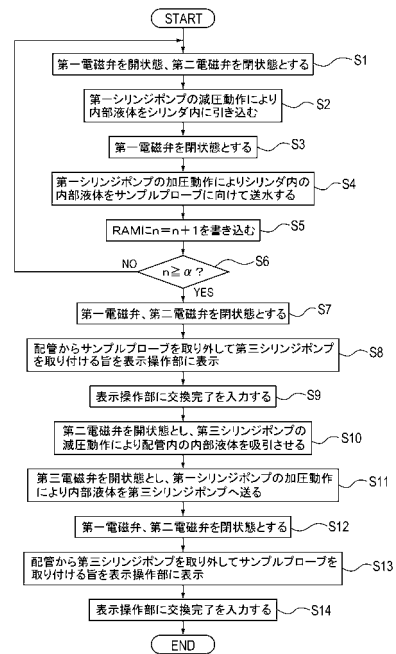 START
第一電磁弁を開状態、第二電磁弁を閉状態とする
S1
第一シリンジポンプの減圧動作により
内部液体をシリンダ内に引き込む
S2
第一電磁弁を閉状態とする
S3
第一シリンジポンプの加圧動作によりシリンダ内の
内部液体をサンプルプローブに向けて送水する
S4
RAMにn=n+1を書き込む
S5
n≧α?
S6
NO
YES
第一電磁弁、第二電磁弁を閉状態とする
S7
配管からサンプルプローブを取り外して第三シリンジポンプ
を取り付ける旨を表示操作部に表示
S8
表示操作部に交換完了を入力する
S9
第二電磁弁を開状態とし、第三シリンジポンプの
減圧動作により配管内の内部液体を吸引させる
S10
第三電磁弁を開状態とし、第一シリンジポンプの加圧動作
により内部液体を第三シリンジポンプへ送る
S11
第一電磁弁、第二電磁弁を閉状態とする
S12
配管から第三シリンジポンプを取り外してサンプルプローブを
取り付ける旨を表示操作部に表示
S13
表示操作部に交換完了を入力する
S14
END